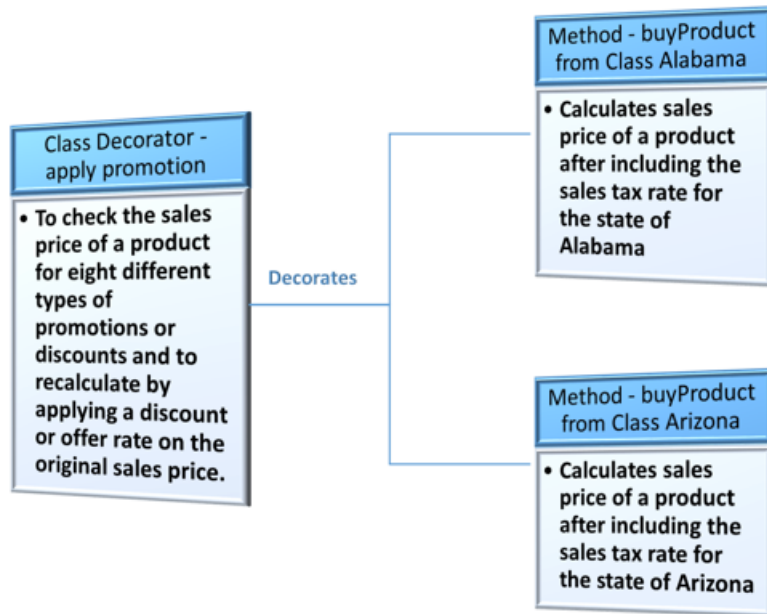 Class Decorator -
apply promotion
• To check the sales
price of a product
for eight different
types of
promotions or
discounts and to
recalculate by
applying a discount
or offer rate on the
original sales price.
Decorates
Method - buyProduct
from Class Alabama
• Calculates sales
price of a product
after including the
sales tax rate for
the state of
Alabama
Method - buyProduct
from Class Arizona
• Calculates sales
price of a product
after including the
sales tax rate for
the state of Arizona